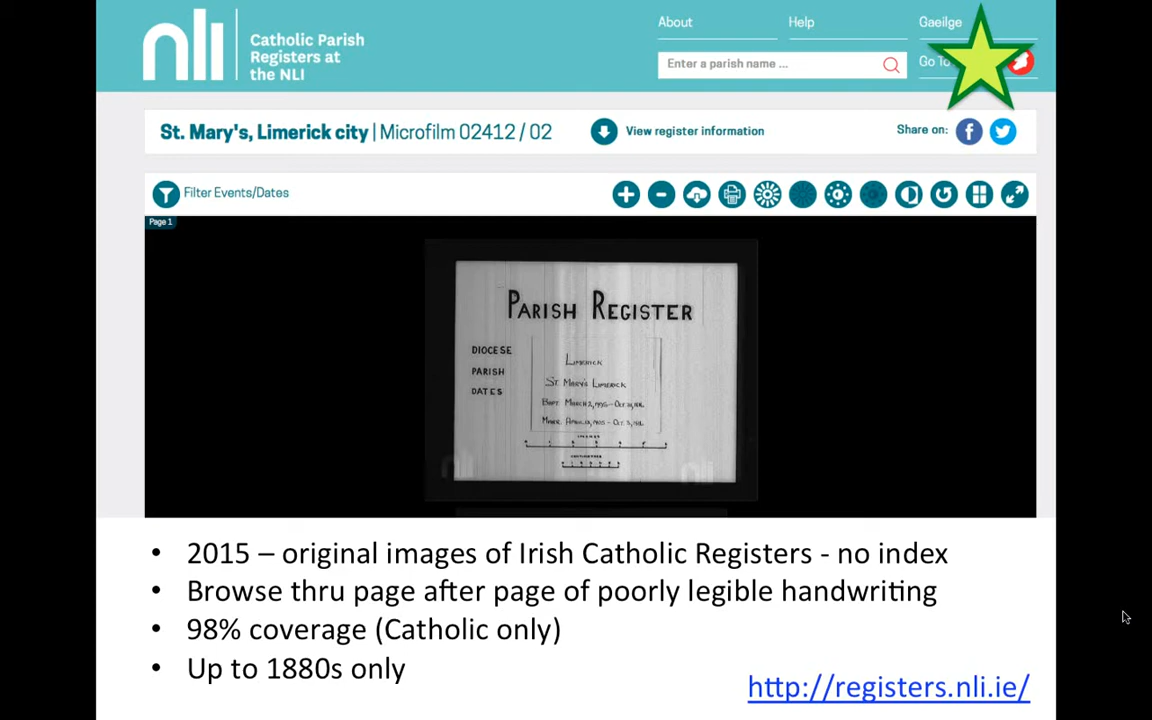 nli
Catholic Parish
Registers at
the NLI
About
Help
Gaeilge
Enter a parish name ...
Go To
St. Mary's, Limerick city | Microfilm 02412 / 02
View register information
Share on:
Filter Events/Dates
Page 1
PARISH REGISTER
DIOCESE
LIMERICK
PARISH
ST. MARY'S LIMERICK
DATES
nli
nli
• 2015 – original images of Irish Catholic Registers - no index
• Browse thru page after page of poorly legible handwriting
• 98% coverage (Catholic only)
• Up to 1880s only
http://registers.nli.ie/